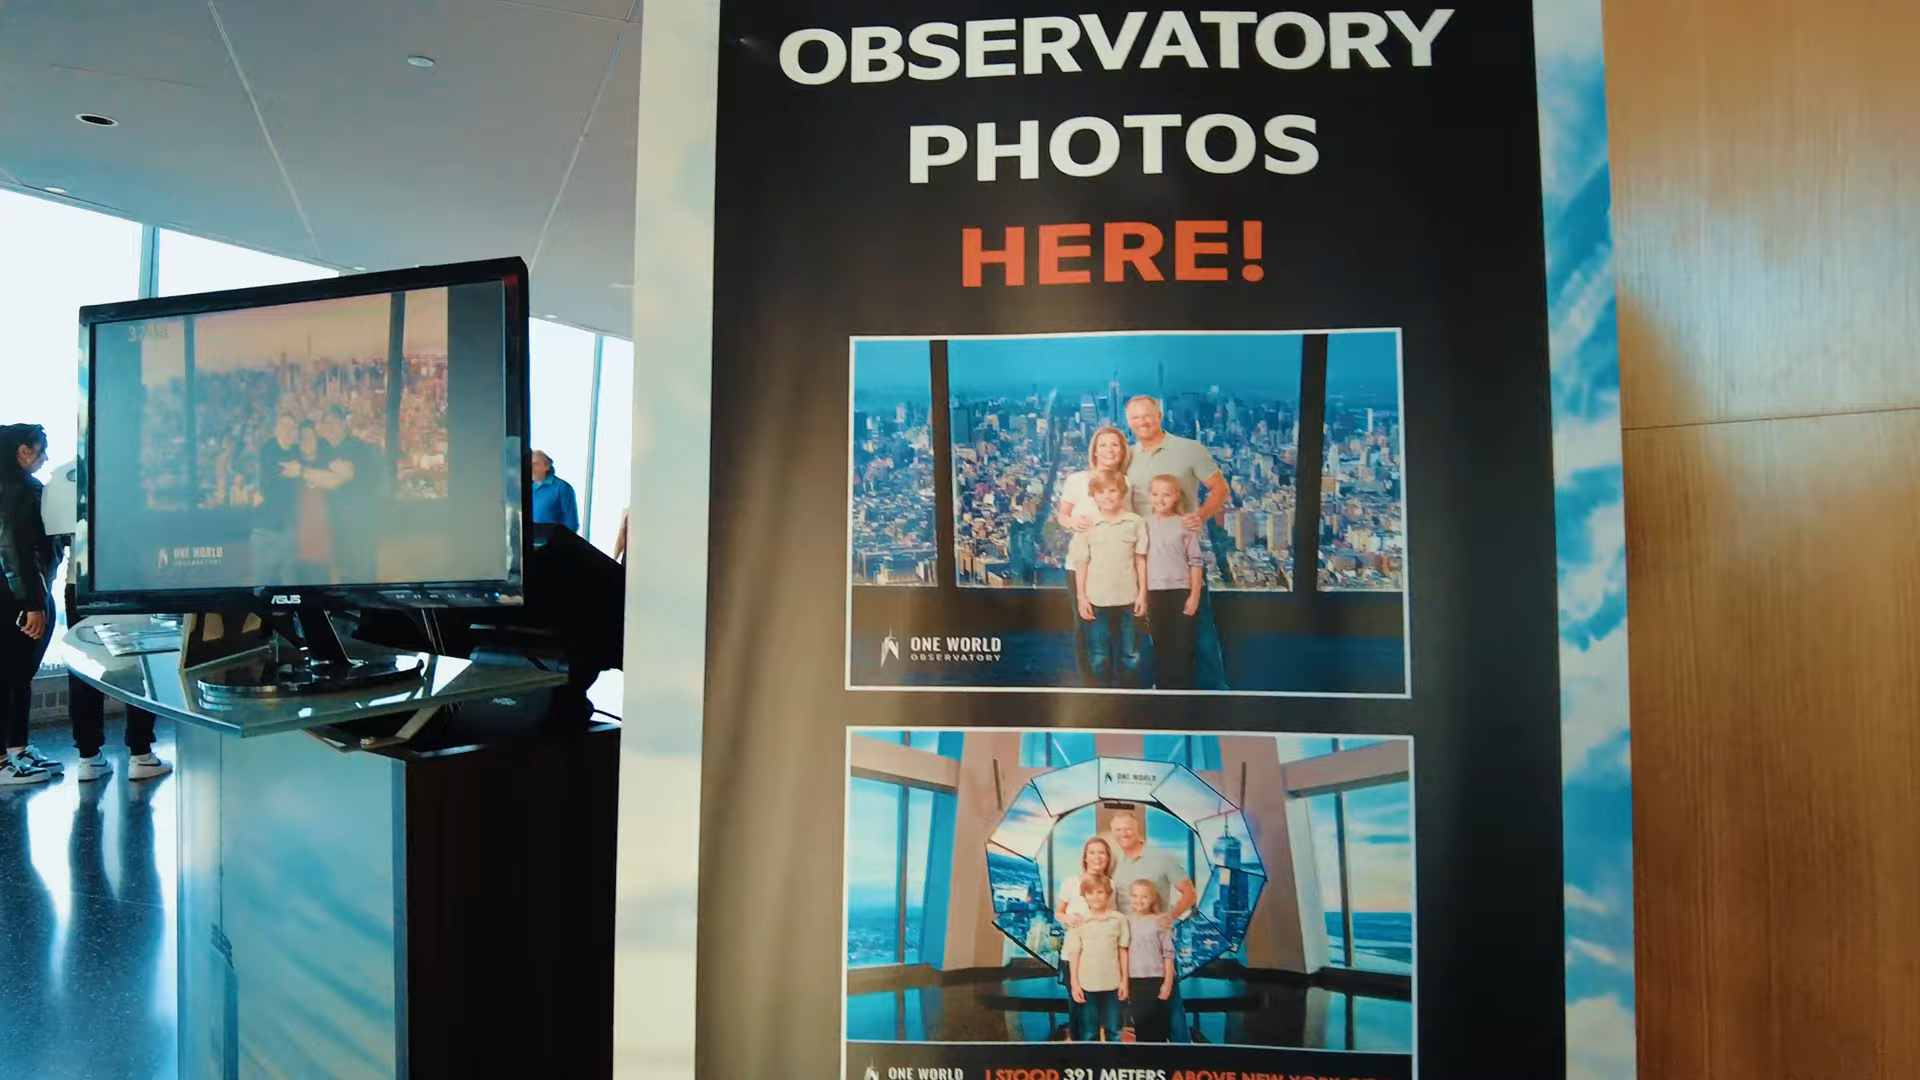 OBSERVATORY
PHOTOS
HERE!
ONE WORLD
OBSERVATORY
ONE WORLD
ONE WORLD
I STOOD 391 METERS ABOVE NEW YORK
ONE WORLD
OBSERVATORY
ASUS